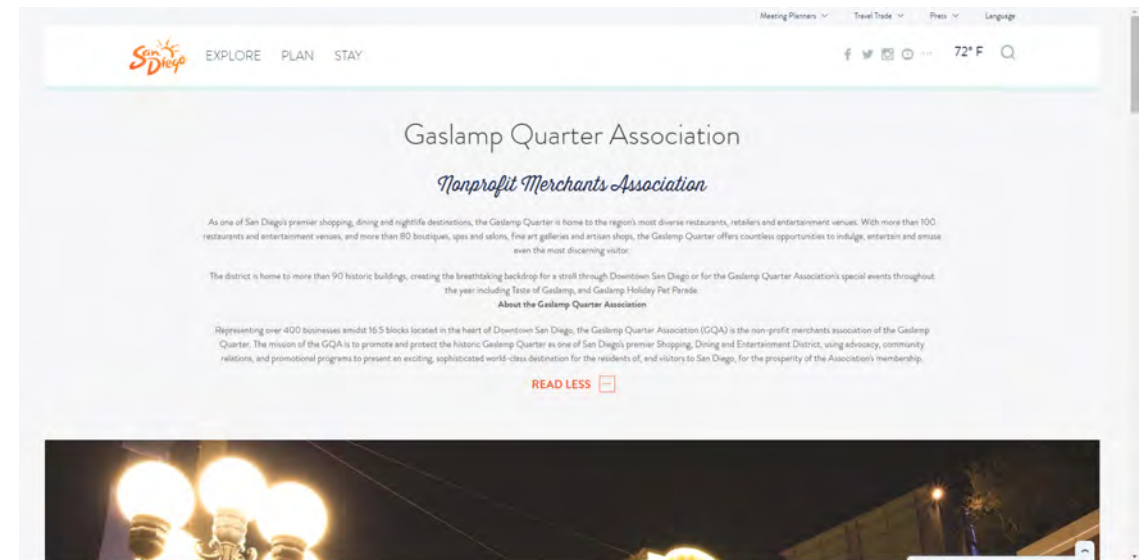 Meeting Planners Travel Trade Press Language
San Diego EXPLORE PLAN STAY 72° F
Gaslamp Quarter Association
Nonprofit Merchants Association
As one of San Diego's premier shopping, dining and nightlife destinations, the Gaslamp Quarter is home to the region's most diverse restaurants, retailers and entertainment venues. With more than 100
restaurants and entertainment venues, and more than 80 boutiques, spas and salons, fine art galleries and artisan shops, the Gaslamp Quarter offers countless opportunities to indulge, entertain and amuse
even the most discerning visitor.
The district is home to more than 90 historic buildings, creating the breathtaking backdrop for a stroll through Downtown San Diego or for the Gaslamp Quarter Association's special events throughout
the year including Taste of Gaslamp, and Gaslamp Holiday Pet Parade.
About the Gaslamp Quarter Association
Representing over 400 businesses amidst 16.5 blocks located in the heart of Downtown San Diego, the Gaslamp Quarter Association (GQA) is the non-profit merchants association of the Gaslamp
Quarter. The mission of the GQA is to promote and protect the historic Gaslamp Quarter as one of San Diego's premier Shopping, Dining and Entertainment District, using advocacy, community
relations, and promotional programs to present an exciting, sophisticated world-class destination for the residents of, and visitors to San Diego, for the prosperity of the Association's membership.
READ LESS